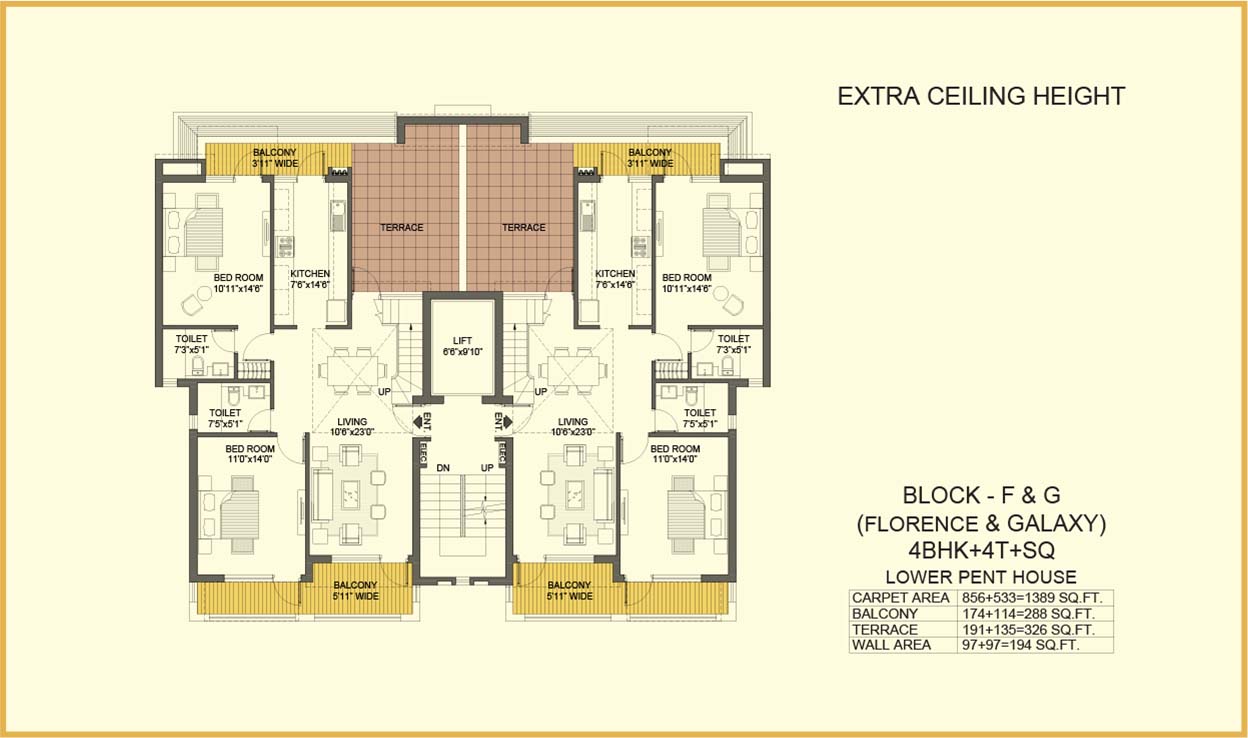 EXTRA CEILING HEIGHT
BALCONY
3'11" WIDE
BALCONY
3'11" WIDE
TERRACE
TERRACE
BED ROOM
10'11"x14'6"
KITCHEN
7'6"x14'6"
KITCHEN
7'6"x14'6"
BED ROOM
10'11"x14'6"
TOILET
7'3"x5'1"
LIFT
6'6"x9'10"
TOILET
7'3"x5'1"
UP
UP
TOILET
7'5"x5'1"
LIVING
10'6"x23'0"
ENT.
ENT.
LIVING
10'6"x23'0"
TOILET
7'5"x5'1"
BED ROOM
11'0"x14'0"
ELEC.
ELEC.
BED ROOM
11'0"x14'0"
DN
UP
BALCONY
5'11" WIDE
BALCONY
5'11" WIDE
BLOCK - F & G
(FLORENCE & GALAXY)
4BHK+4T+SQ
LOWER PENT HOUSE
CARPET AREA 856+533=1389 SQ.FT.
BALCONY 174+114=288 SQ.FT.
TERRACE 191+135=326 SQ.FT.
WALL AREA 97+97=194 SQ.FT.